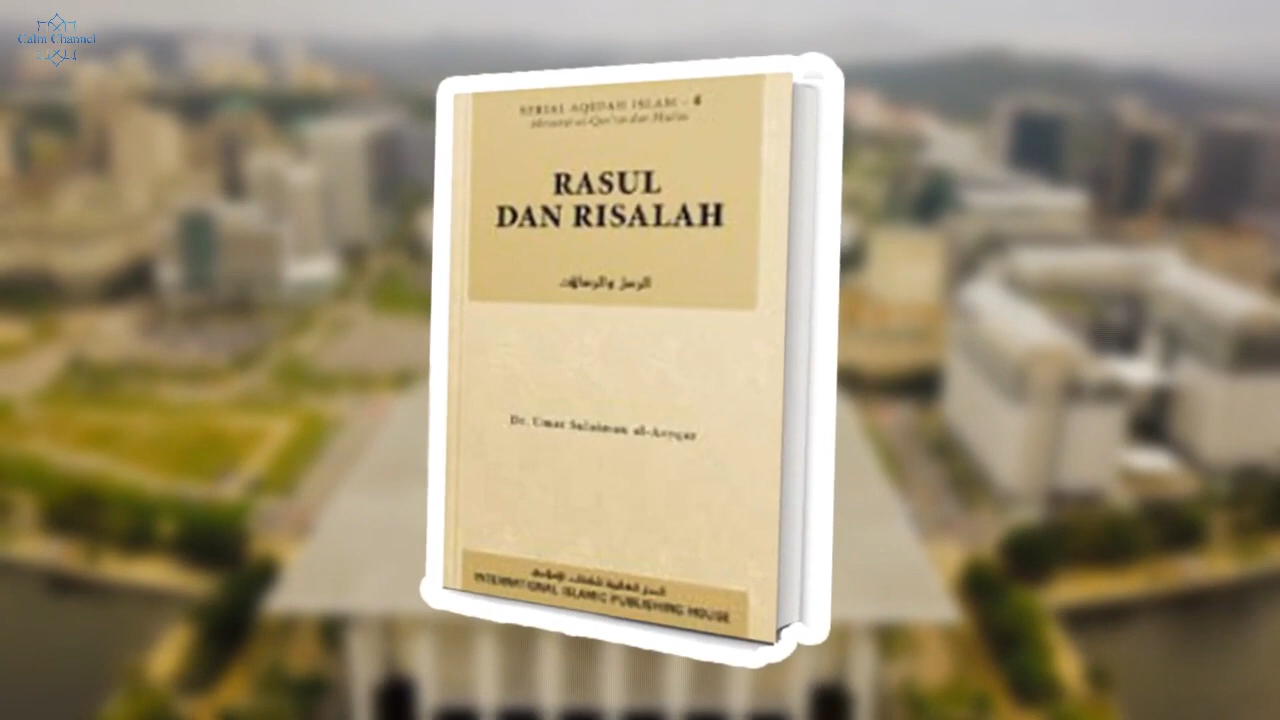 Calm Channel
SERIAL AQIDAH ISLAM - 4
Menurut al-Qur'an dan Hadits
RASUL
DAN RISALAH
الرسل والرسالات
Dr. Umar Sulaiman al-Asyqar
INTERNATIONAL ISLAMIC PUBLISHING HOUSE